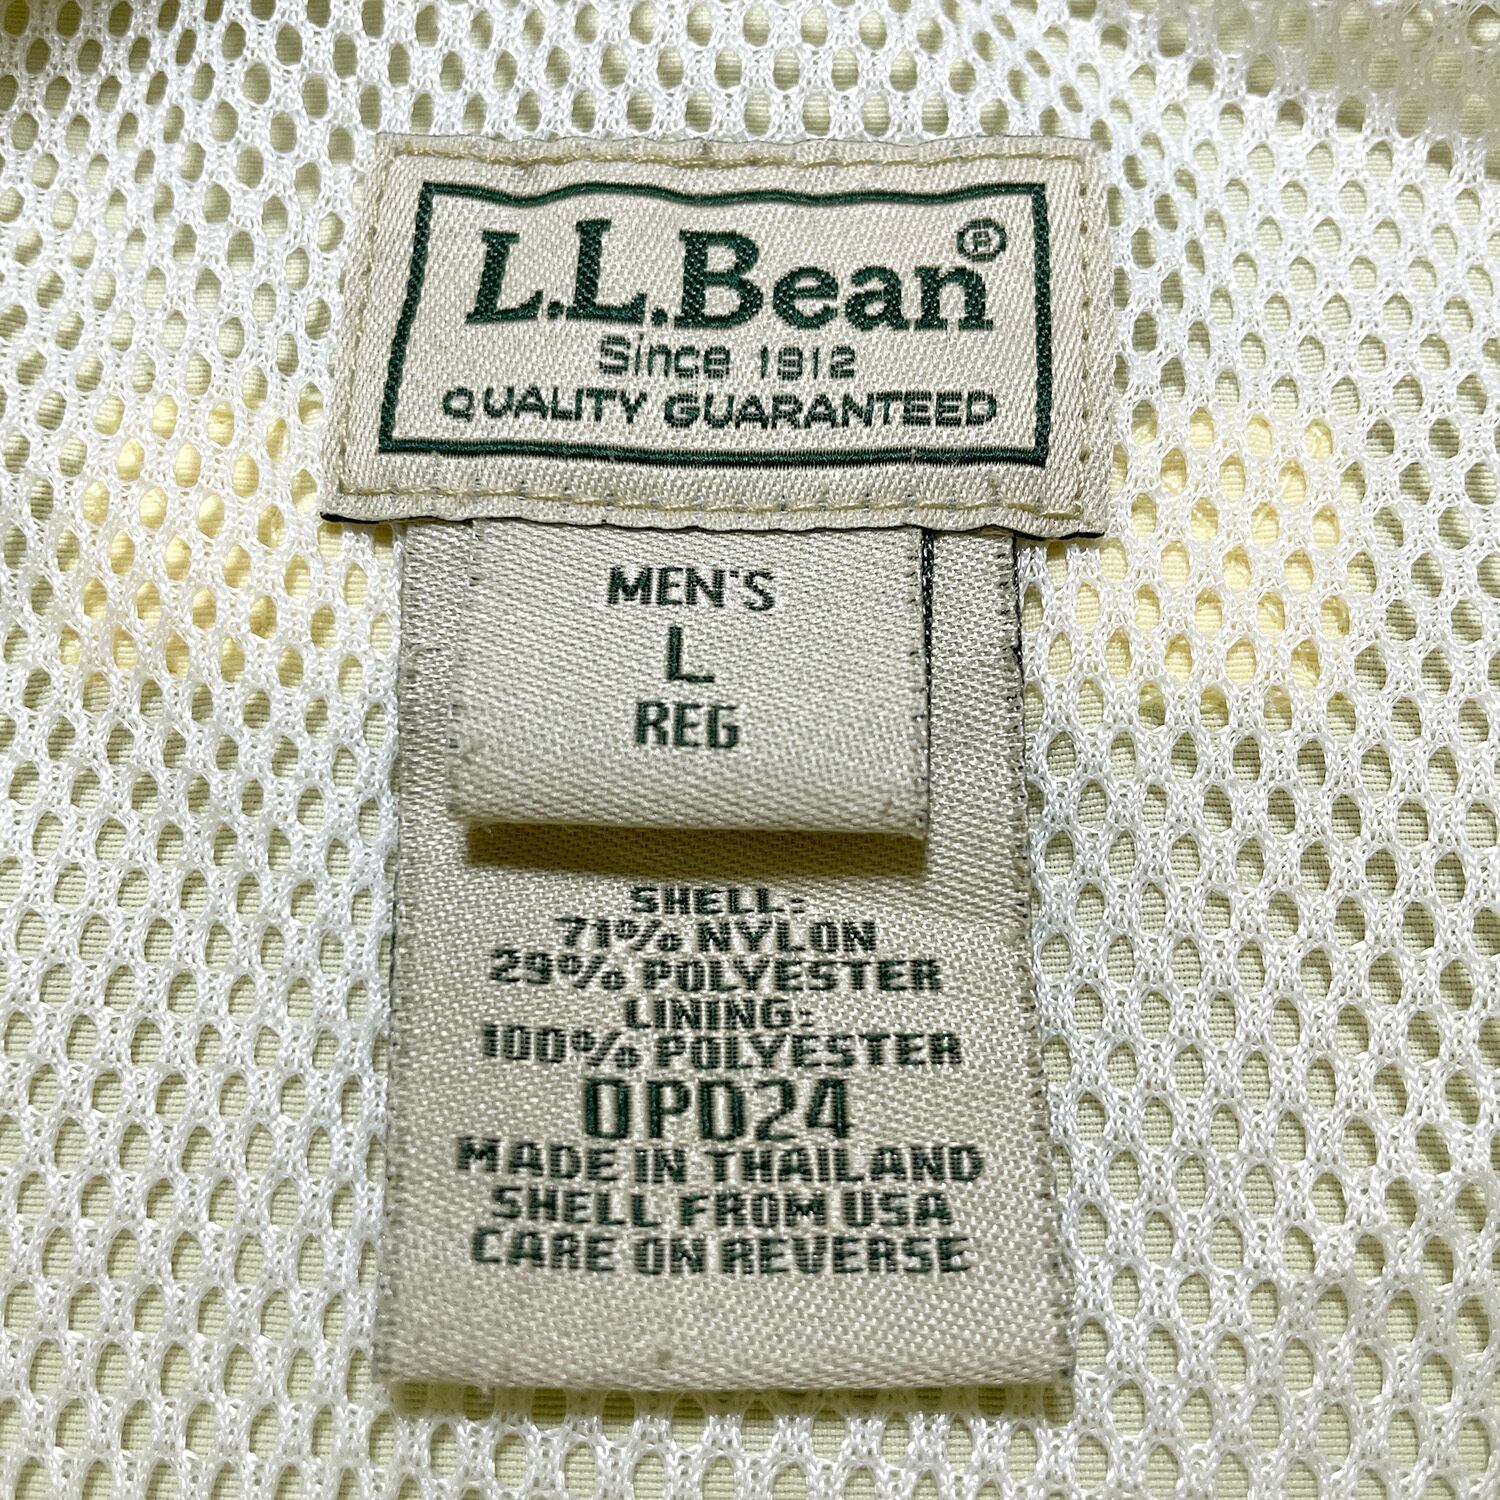 L.L.Bean®
Since 1912
QUALITY GUARANTEED
MEN'S
L
REG
SHELL:
71% NYLON
29% POLYESTER
LINING:
100% POLYESTER
0PD24
MADE IN THAILAND
SHELL FROM USA
CARE ON REVERSE